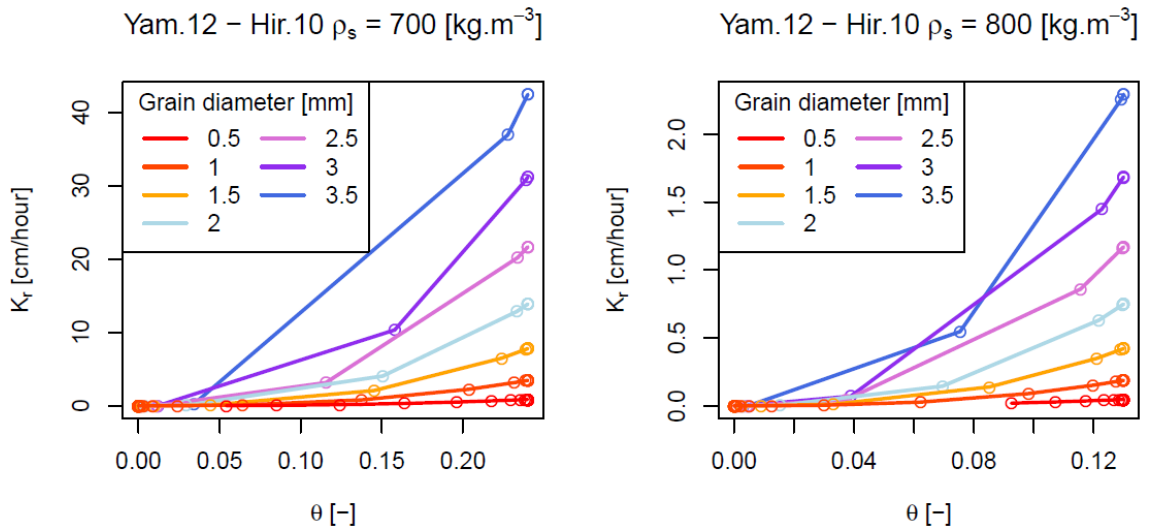 Yam.12 − Hir.10 ρs = 700 [kg.m−3]
Grain diameter [mm]
0.5 2.5
1 3
1.5 3.5
2
Kr [cm/hour]
40
30
20
10
0
0.00 0.05 0.10 0.15 0.20
θ [−]
Yam.12 − Hir.10 ρs = 800 [kg.m−3]
Grain diameter [mm]
0.5 2.5
1 3
1.5 3.5
2
Kr [cm/hour]
2.0
1.5
1.0
0.5
0.0
0.00 0.04 0.08 0.12
θ [−]